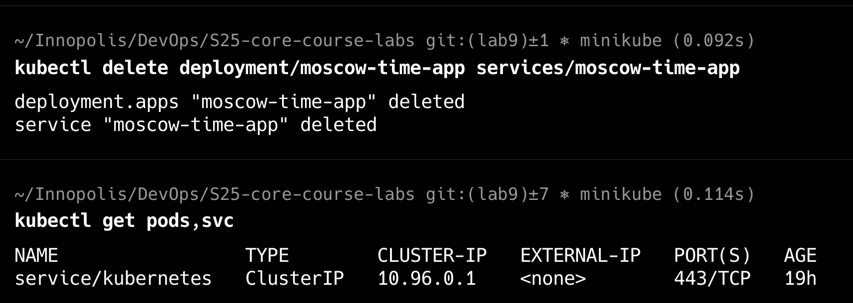 ~/Innopolis/DevOps/S25-core-course-labs git:(lab9)±1 ⎈ minikube (0.092s)
kubectl delete deployment/moscow-time-app services/moscow-time-app
deployment.apps "moscow-time-app" deleted
service "moscow-time-app" deleted
~/Innopolis/DevOps/S25-core-course-labs git:(lab9)±7 ⎈ minikube (0.114s)
kubectl get pods,svc
NAME TYPE CLUSTER-IP EXTERNAL-IP PORT(S) AGE
service/kubernetes ClusterIP 10.96.0.1 <none> 443/TCP 19h